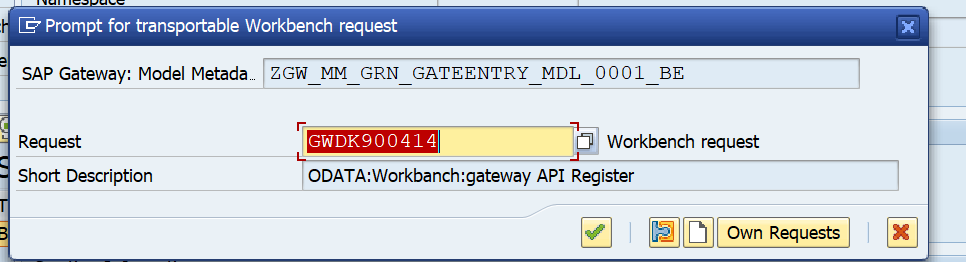 Prompt for transportable Workbench request
SAP Gateway: Model Metada..
ZGW_MM_GRN_GATEENTRY_MDL_0001_BE
Request
GWDK900414
Workbench request
Short Description
ODATA:Workbanch:gateway API Register
Own Requests